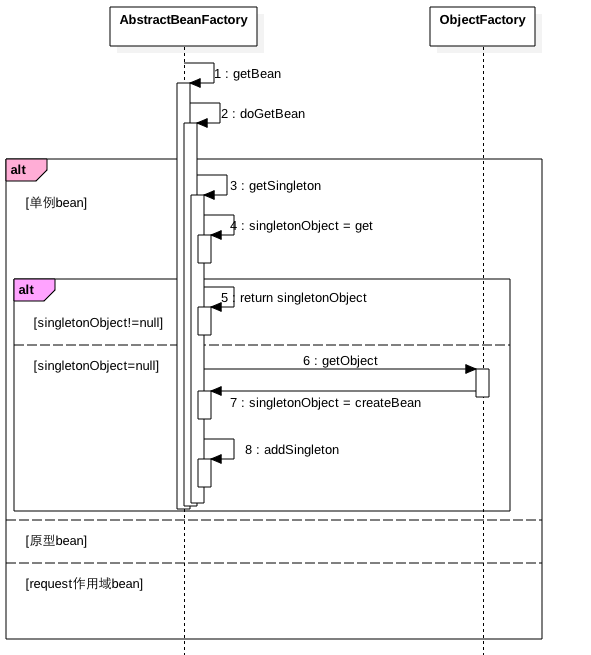 AbstractBeanFactory
ObjectFactory
1 : getBean
2 : doGetBean
alt
3 : getSingleton
[单例bean]
4 : singletonObject = get
alt
5 : return singletonObject
[singletonObject!=null]
[singletonObject=null]
6 : getObject
7 : singletonObject = createBean
8 : addSingleton
[原型bean]
[request作用域bean]